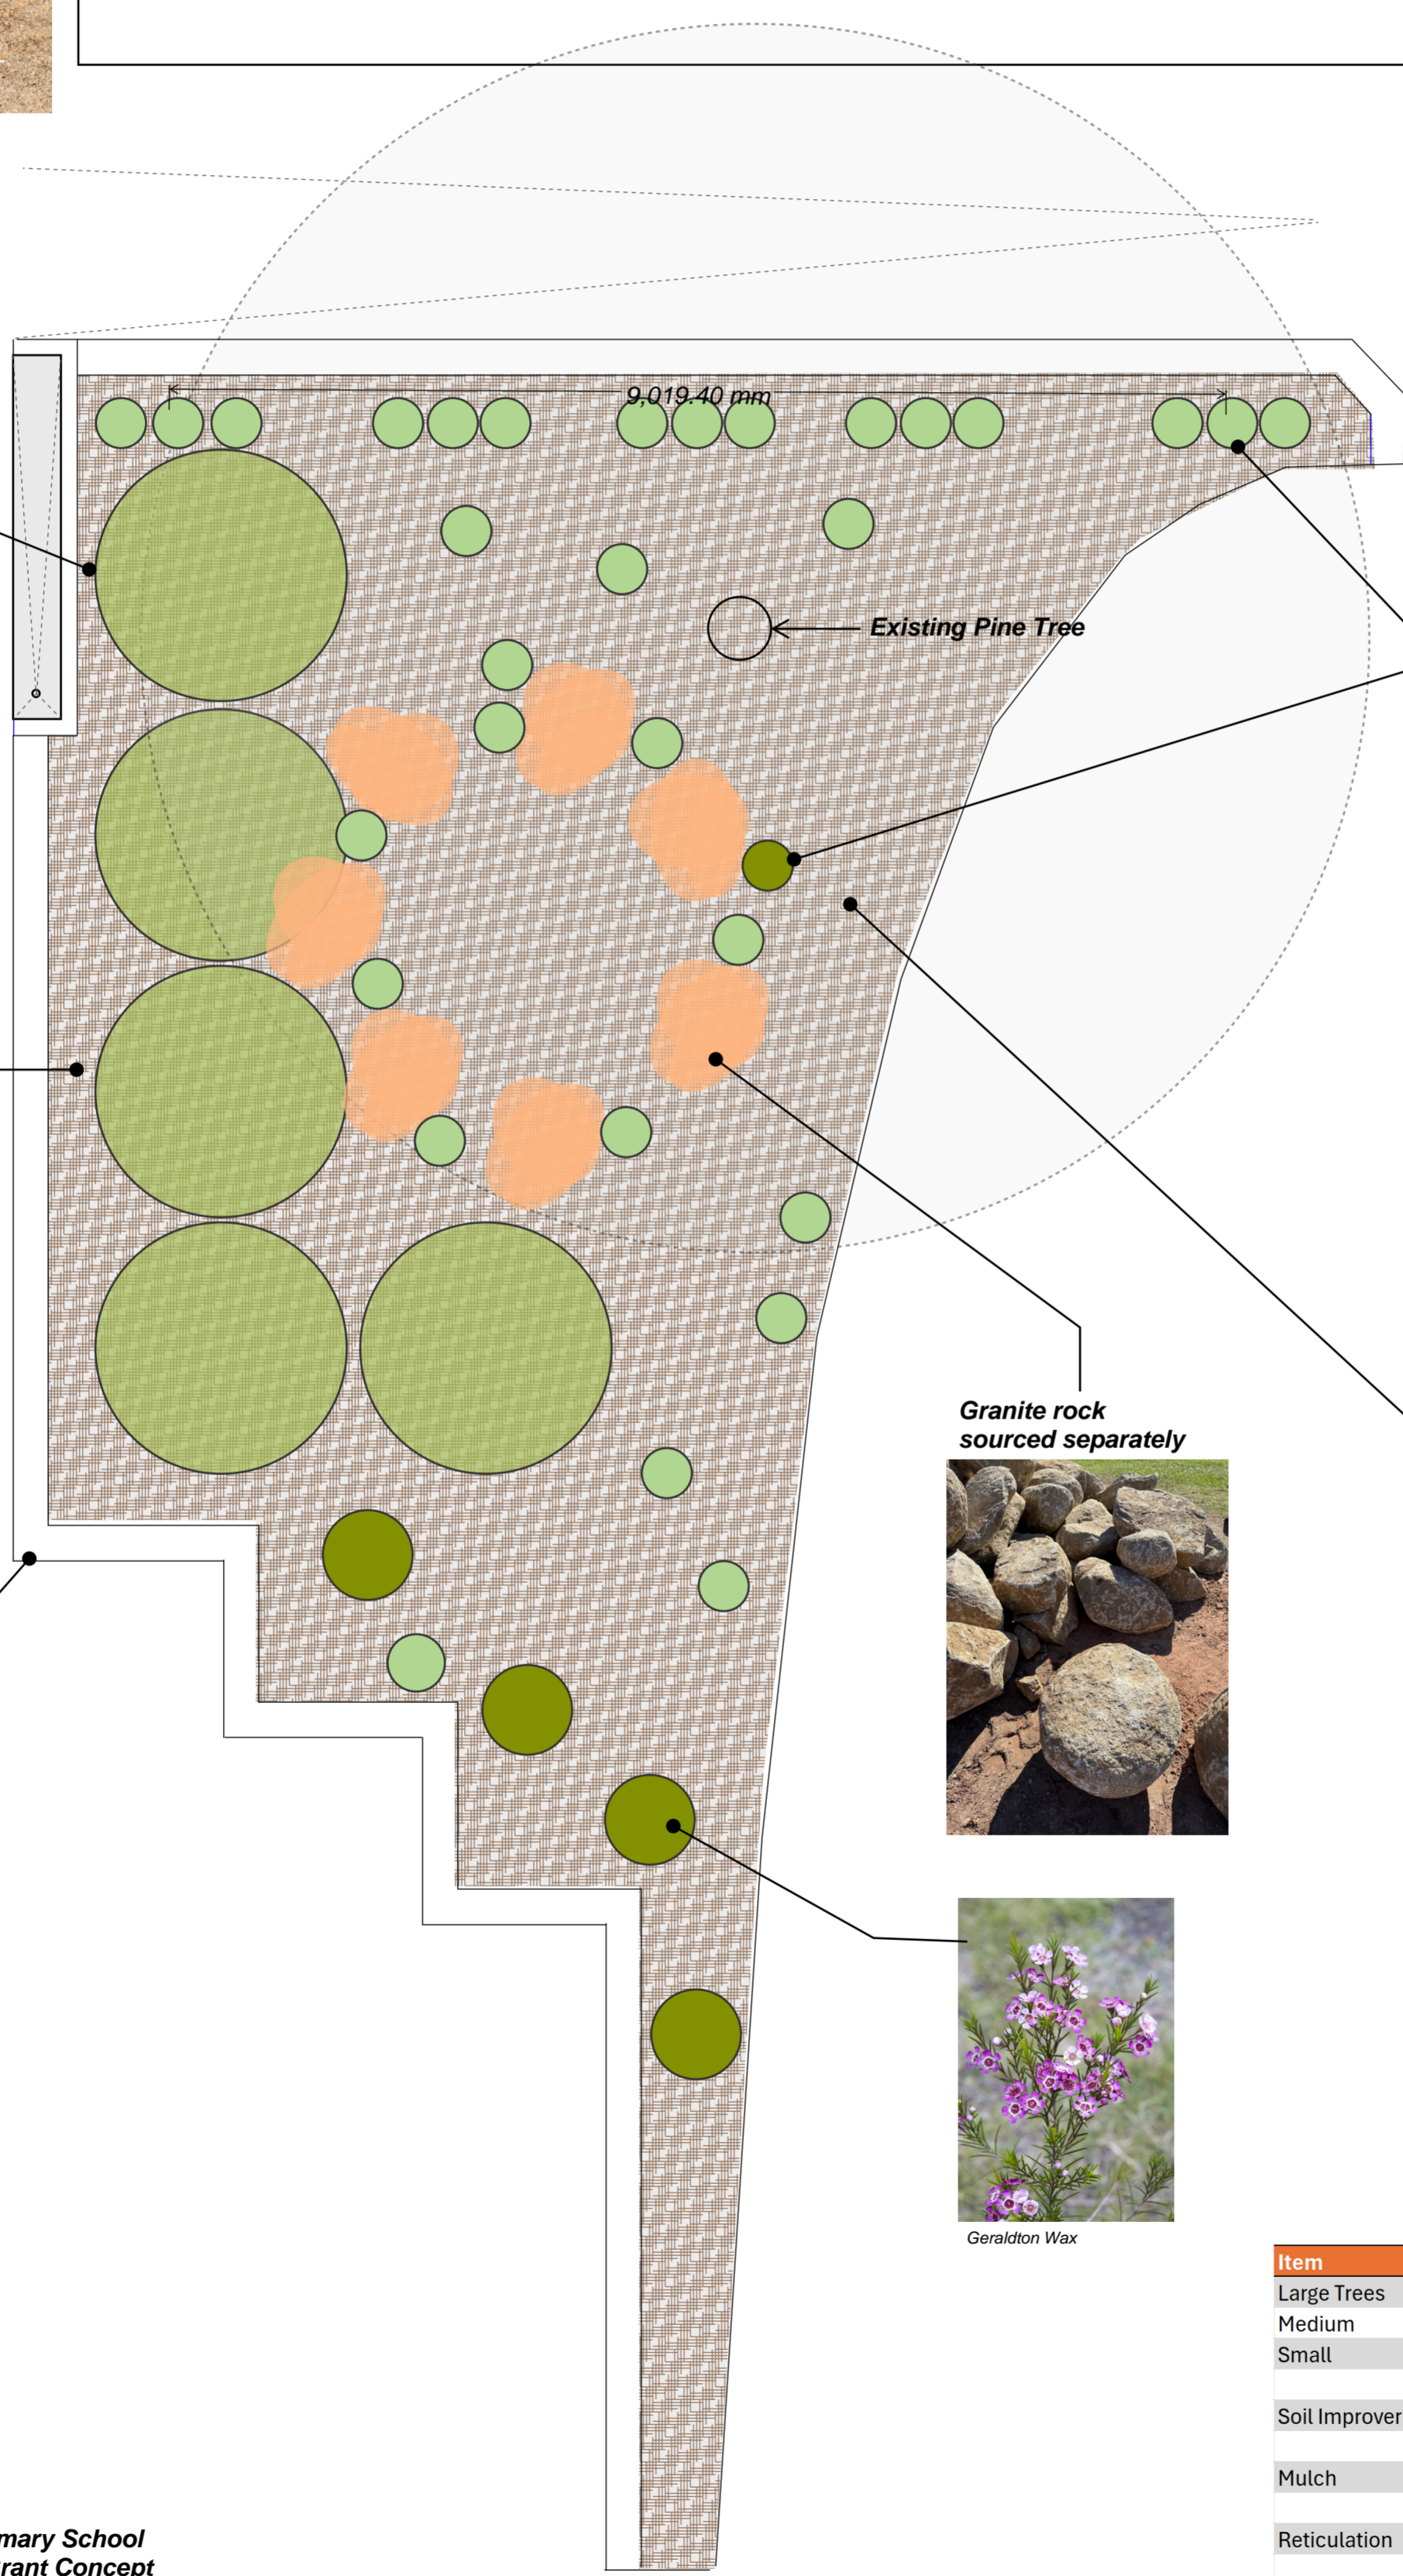 9,019.40 mm
Existing Pine Tree
Granite rock
sourced separately
Geraldton Wax
Item
Large Trees
Medium
Small
Soil Improver
Mulch
Reticulation
mary School
rant Concept